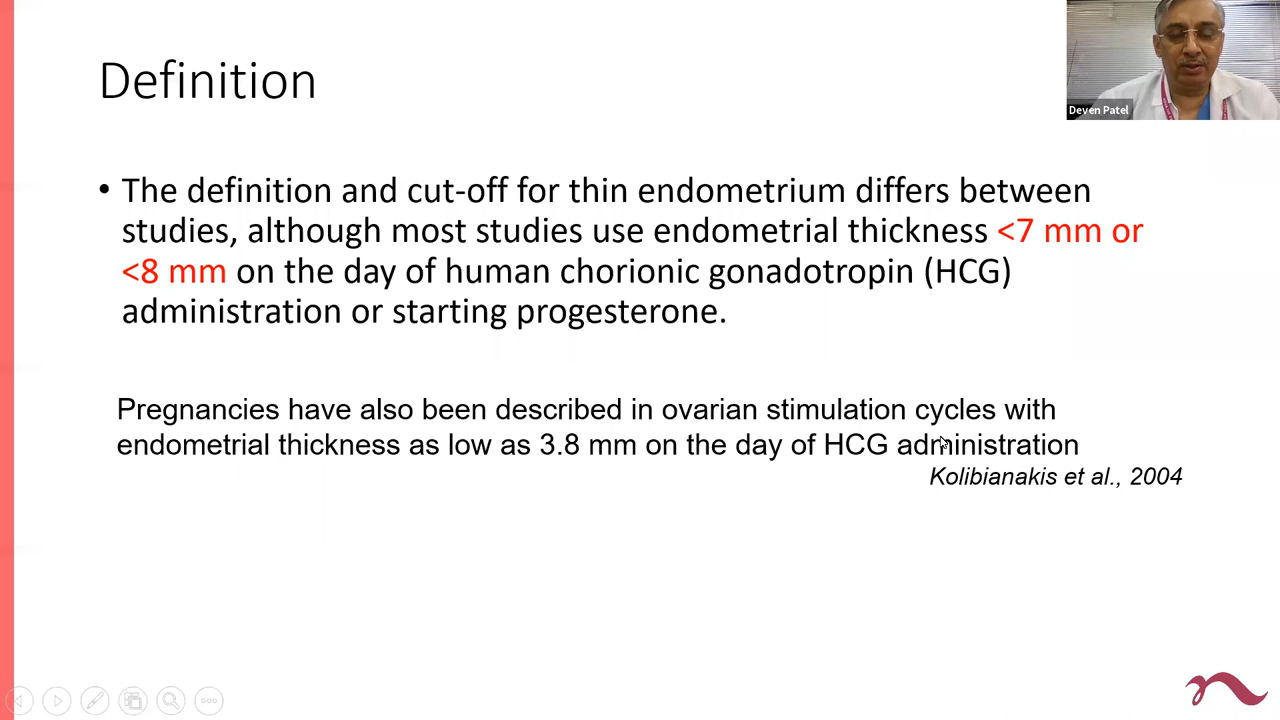 Definition
Deven Patel
• The definition and cut-off for thin endometrium differs between
studies, although most studies use endometrial thickness <7 mm or
<8 mm on the day of human chorionic gonadotropin (HCG)
administration or starting progesterone.
Pregnancies have also been described in ovarian stimulation cycles with
endometrial thickness as low as 3.8 mm on the day of HCG administration
Kolibianakis et al., 2004